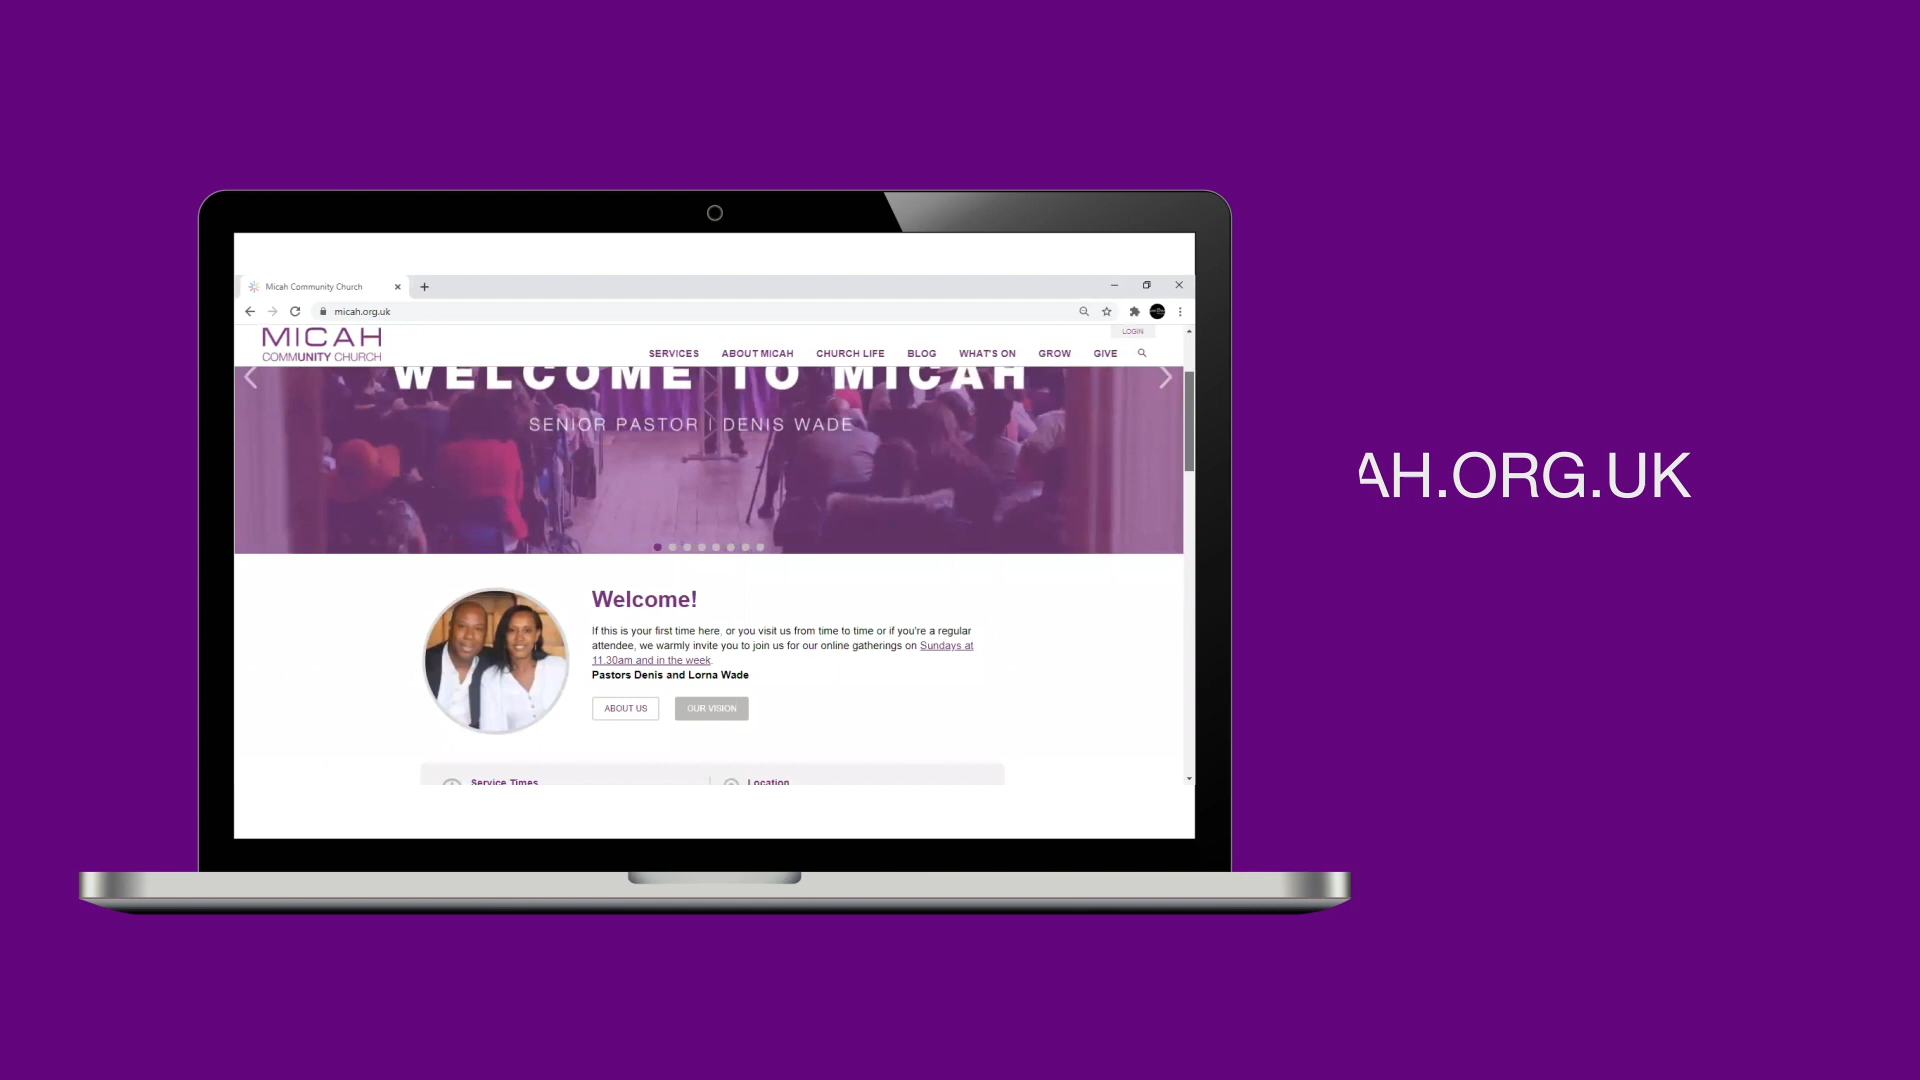 Micah Community Church
micah.org.uk
LOGIN
MICAH
COMMUNITY CHURCH
SERVICES ABOUT MICAH CHURCH LIFE BLOG WHAT'S ON GROW GIVE
WELCOME TO MICAH
SENIOR PASTOR | DENIS WADE
AH.ORG.UK
Welcome!
If this is your first time here, or you visit us from time to time or if you're a regular
attendee, we warmly invite you to join us for our online gatherings on Sundays at
11.30am and in the week.
Pastors Denis and Lorna Wade
ABOUT US OUR VISION
Service Times Location